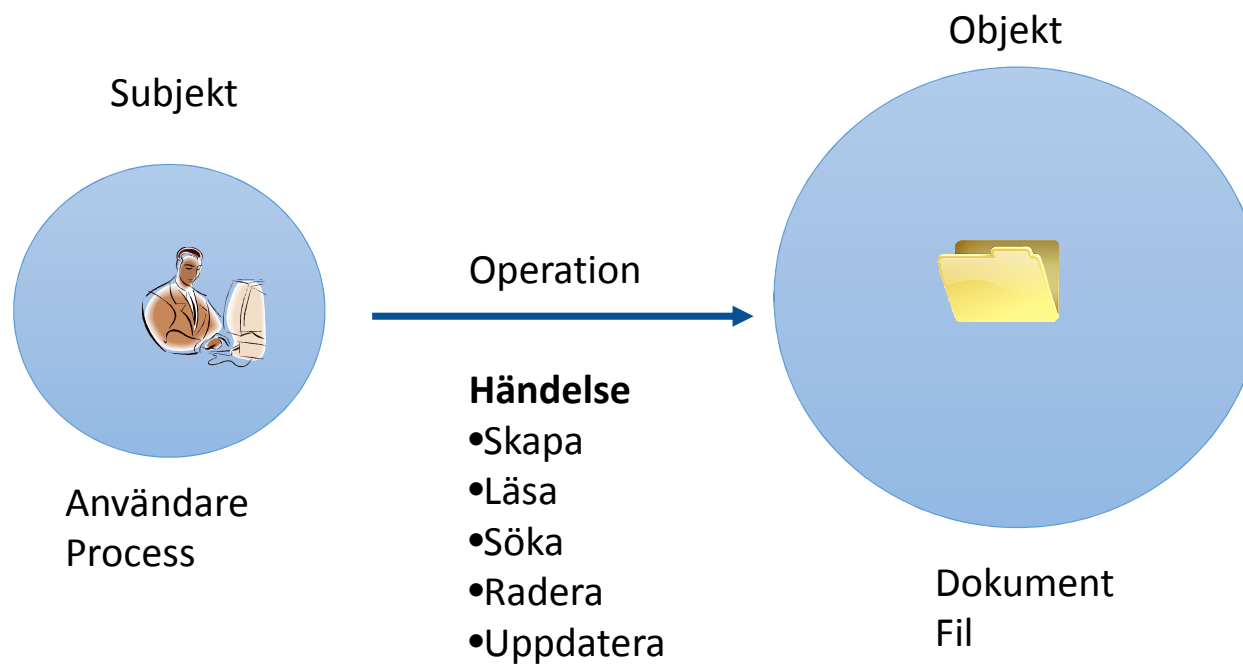 Subjekt
Användare
Process
Operation
Händelse
•Skapa
•Läsa
•Söka
•Radera
•Uppdatera
Objekt
Dokument
Fil